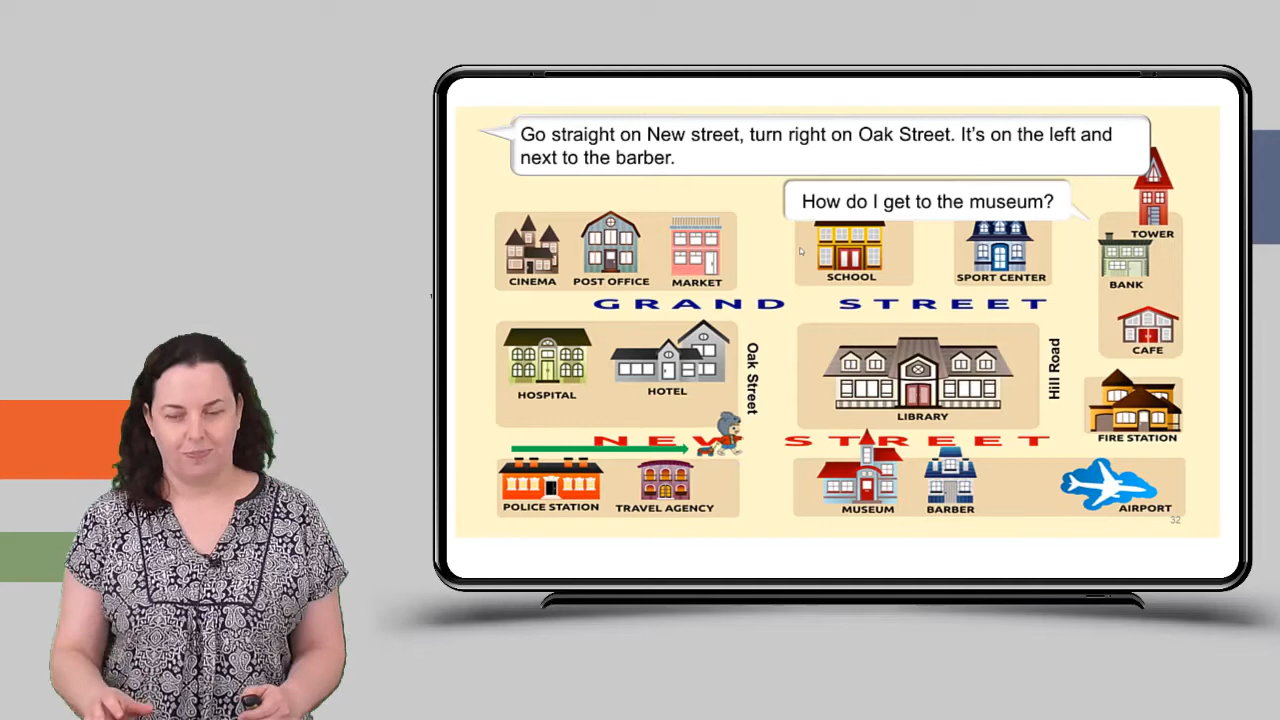 Go straight on New street, turn right on Oak Street. It's on the left and
next to the barber.
How do I get to the museum?
TOWER
CINEMA
POST OFFICE
MARKET
SCHOOL
SPORT CENTER
BANK
GRAND STREET
CAFE
HOSPITAL
HOTEL
Oak Street
LIBRARY
Hill Road
FIRE STATION
NEW STREET
POLICE STATION
TRAVEL AGENCY
MUSEUM
BARBER
AIRPORT
32